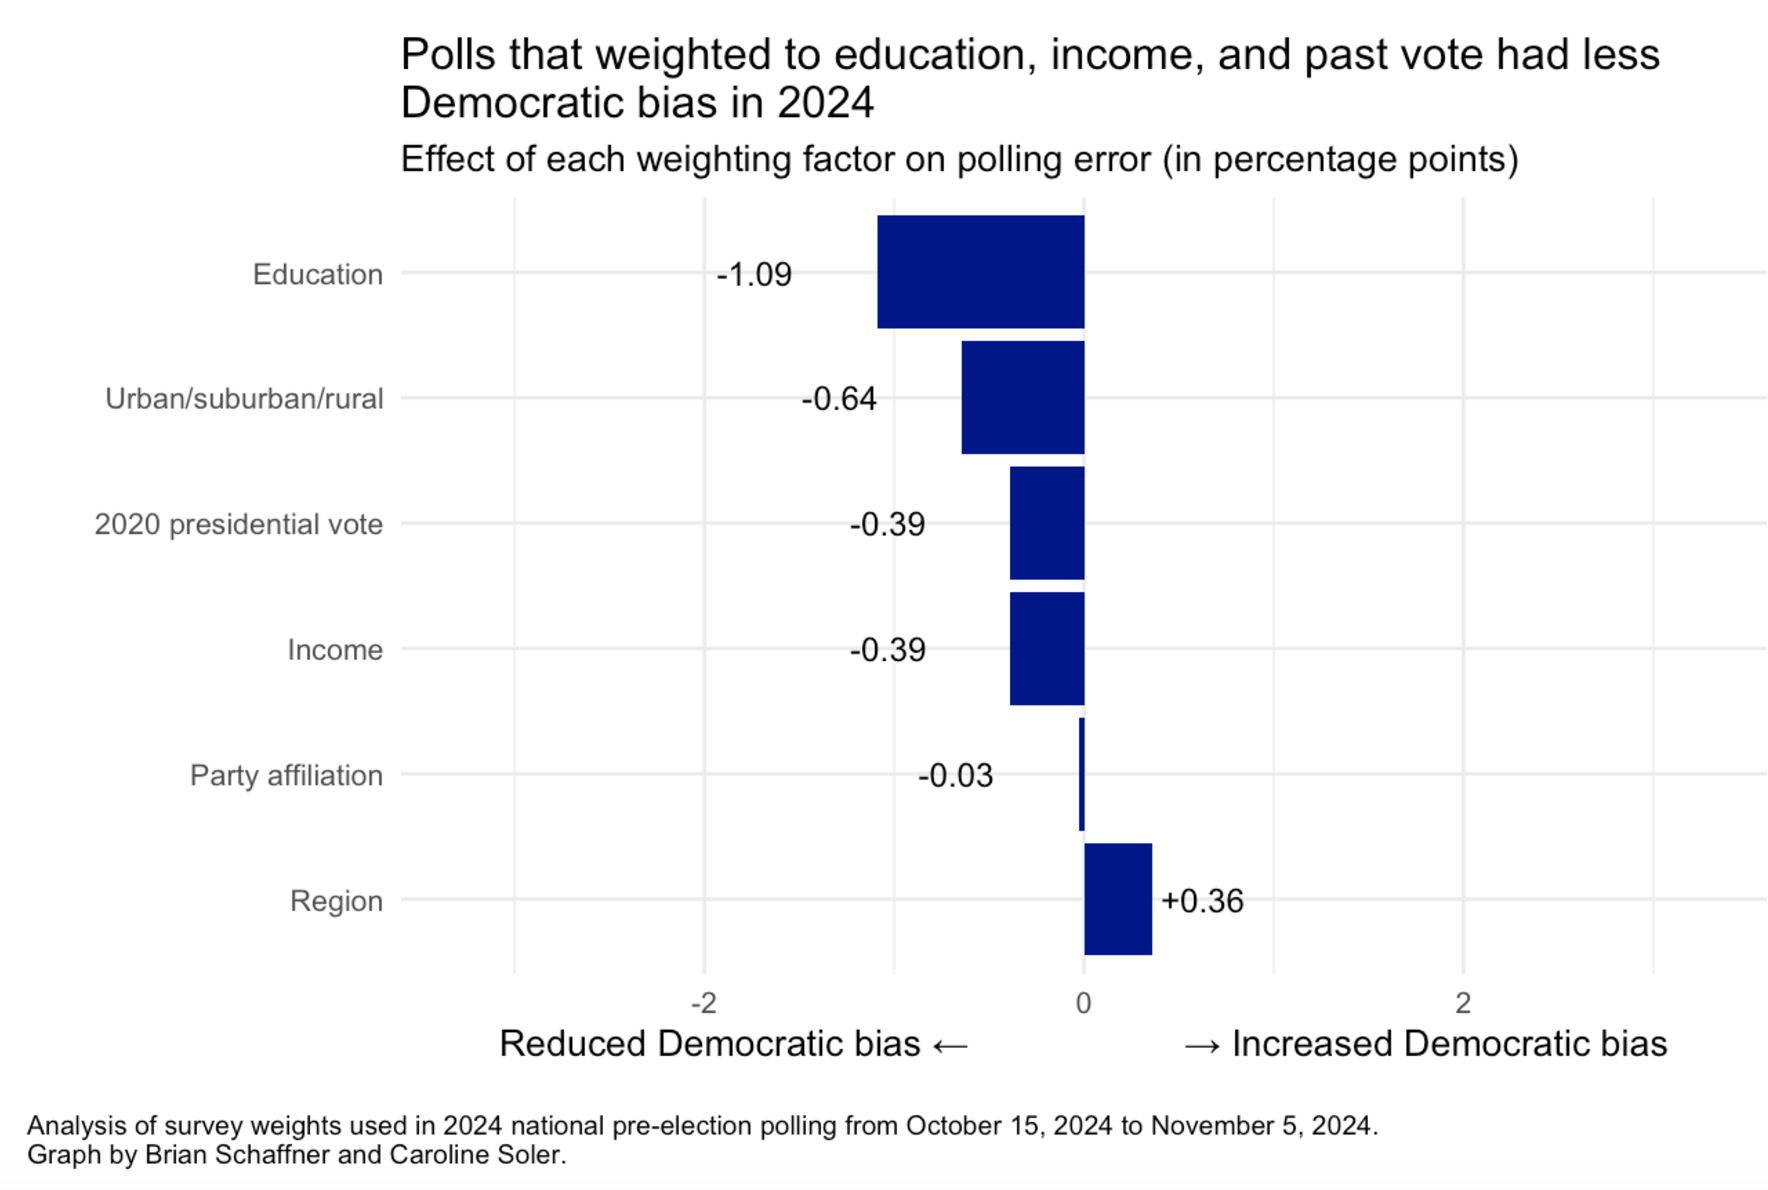 Polls that weighted to education, income, and past vote had less
Democratic bias in 2024
Effect of each weighting factor on polling error (in percentage points)
Education
-1.09
Urban/suburban/rural
-0.64
2020 presidential vote
-0.39
Income
-0.39
Party affiliation
-0.03
Region
+0.36
-2 0 2
Reduced Democratic bias ← → Increased Democratic bias
Analysis of survey weights used in 2024 national pre-election polling from October 15, 2024 to November 5, 2024.
Graph by Brian Schaffner and Caroline Soler.